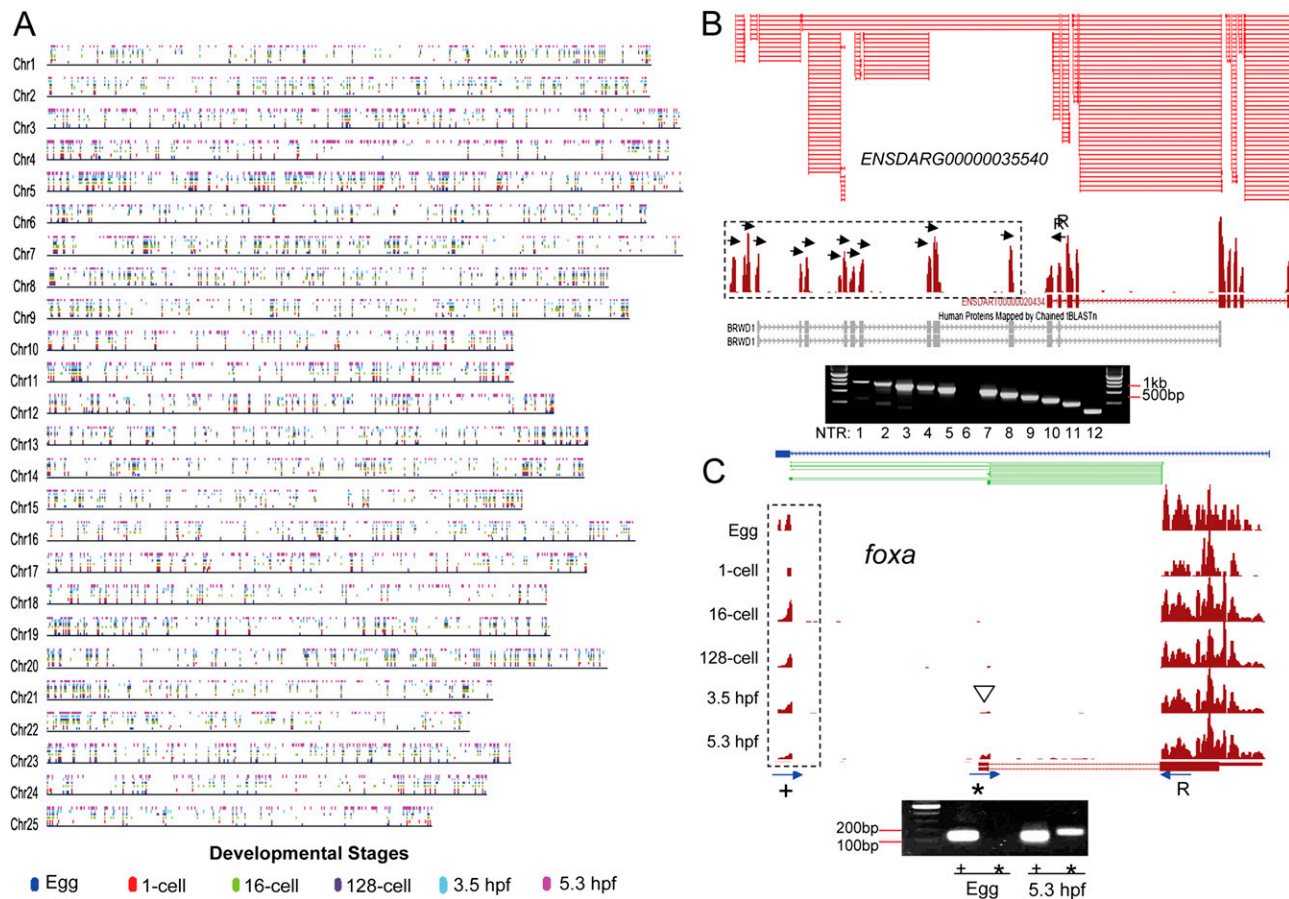 A
Chr1
Chr2
Chr3
Chr4
Chr5
Chr6
Chr7
Chr8
Chr9
Chr10
Chr11
Chr12
Chr13
Chr14
Chr15
Chr16
Chr17
Chr18
Chr19
Chr20
Chr21
Chr22
Chr23
Chr24
Chr25
Developmental Stages
Egg 1-cell 16-cell 128-cell 3.5 hpf 5.3 hpf
B
ENSDARG00000035540
R
ENSDART00000020434
Human Proteins Mapped by Chained tBLASTn
BRWD1
BRWD1
1kb
500bp
NTR: 1 2 3 4 5 6 7 8 9 10 11 12
C
Egg
foxa
1-cell
16-cell
128-cell
3.5 hpf
5.3 hpf
+ * R
200bp
100bp
+ * + *
Egg 5.3 hpf